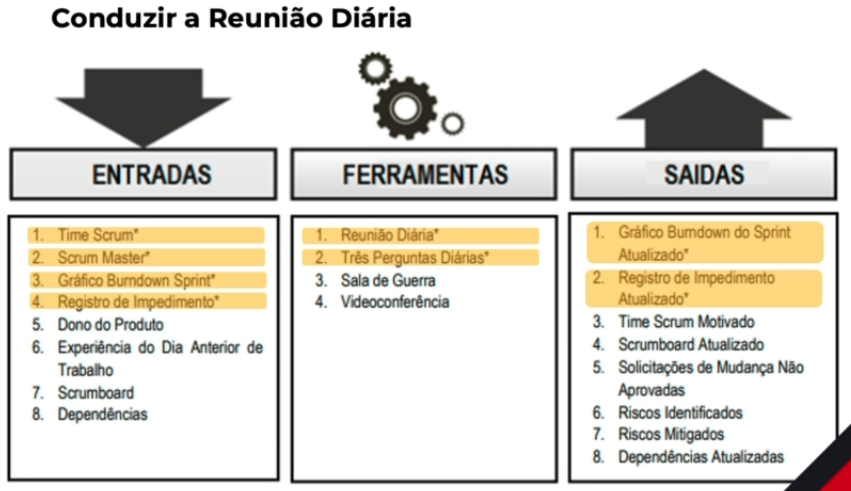 Conduzir a Reunião Diária
ENTRADAS
1. Time Scrum*
2. Scrum Master*
3. Gráfico Burndown Sprint*
4. Registro de Impedimento*
5. Dono do Produto
6. Experiência do Dia Anterior de
Trabalho
7. Scrumboard
8. Dependências
FERRAMENTAS
1. Reunião Diária*
2. Três Perguntas Diárias*
3. Sala de Guerra
4. Videoconferência
SAIDAS
1. Gráfico Burndown do Sprint
Atualizado*
2. Registro de Impedimento
Atualizado*
3. Time Scrum Motivado
4. Scrumboard Atualizado
5. Solicitações de Mudança Não
Aprovadas
6. Riscos Identificados
7. Riscos Mitigados
8. Dependências Atualizadas